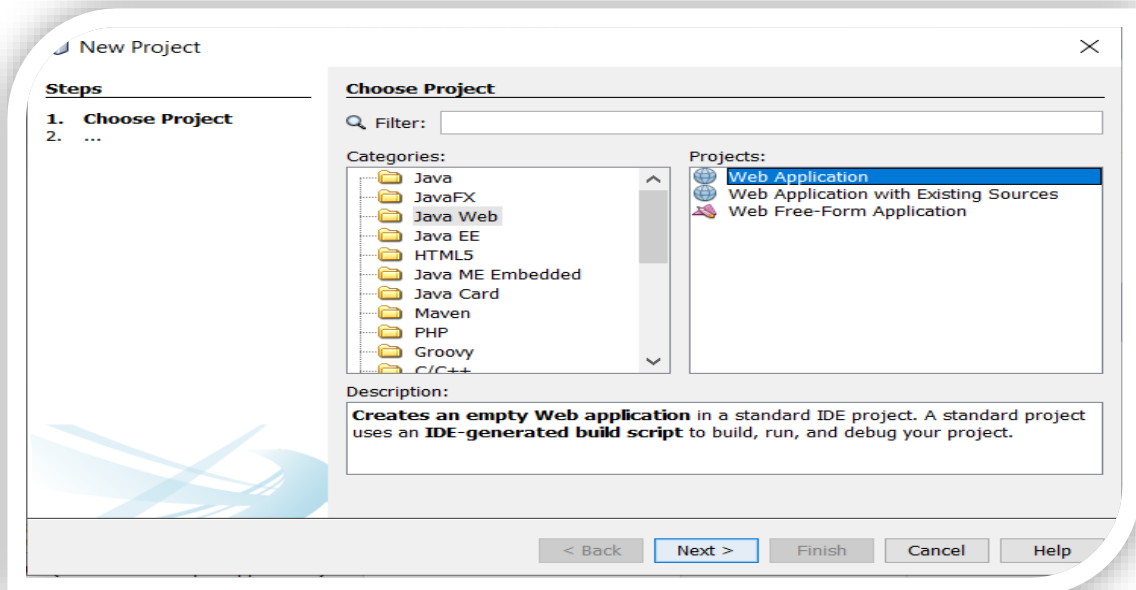 New Project
Steps
1. Choose Project
2. ...
Choose Project
Filter:
Categories:
Java
JavaFX
Java Web
Java EE
HTML5
Java ME Embedded
Java Card
Maven
PHP
Groovy
C/C++
Projects:
Web Application
Web Application with Existing Sources
Web Free-Form Application
Description:
Creates an empty Web application in a standard IDE project. A standard project
uses an IDE-generated build script to build, run, and debug your project.
< Back
Next >
Finish
Cancel
Help